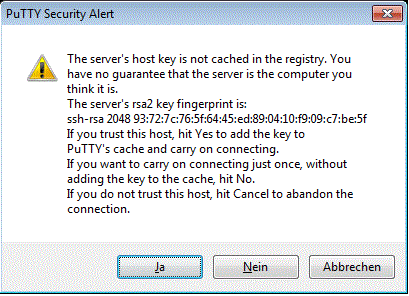 PuTTY Security Alert
The server's host key is not cached in the registry. You
have no guarantee that the server is the computer you
think it is.
The server's rsa2 key fingerprint is:
ssh-rsa 2048 93:72:7c:76:5f:64:45:ed:89:04:10:f9:09:c7:be:5f
If you trust this host, hit Yes to add the key to
PuTTY's cache and carry on connecting.
If you want to carry on connecting just once, without
adding the key to the cache, hit No.
If you do not trust this host, hit Cancel to abandon the
connection.
Ja
Nein
Abbrechen